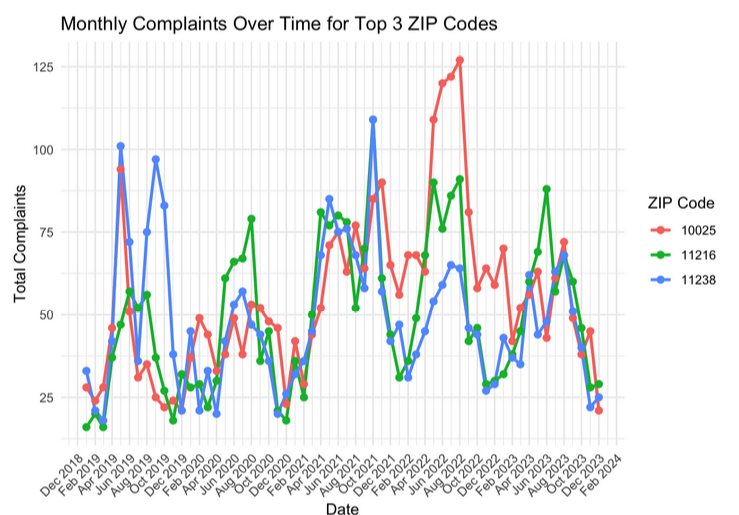 Monthly Complaints Over Time for Top 3 ZIP Codes
Total Complaints
125
100
75
50
25
Dec 2018
Feb 2019
Apr 2019
Jun 2019
Aug 2019
Oct 2019
Dec 2019
Feb 2020
Apr 2020
Jun 2020
Aug 2020
Oct 2020
Dec 2020
Feb 2021
Apr 2021
Jun 2021
Aug 2021
Oct 2021
Dec 2021
Feb 2022
Apr 2022
Jun 2022
Aug 2022
Oct 2022
Dec 2022
Feb 2023
Apr 2023
Jun 2023
Aug 2023
Oct 2023
Dec 2023
Feb 2024
Date
ZIP Code
10025
11216
11238